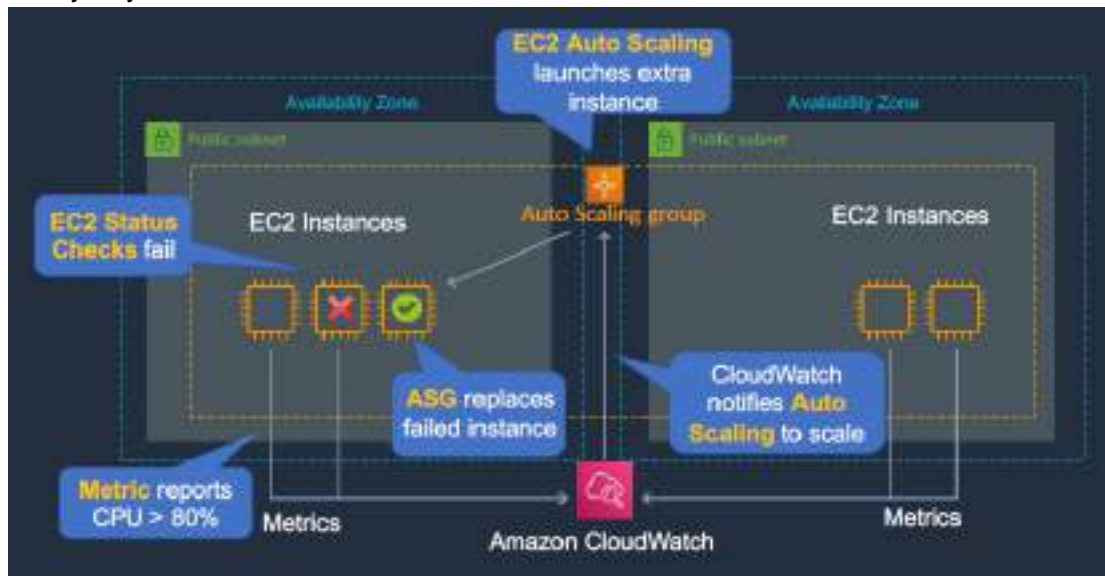 EC2 Auto Scaling
launches extra
instance
Availability Zone
Availability Zone
Public subnet
Public subnet
EC2 Status
Checks fail
EC2 Instances
Auto Scaling group
EC2 Instances
ASG replaces
failed instance
CloudWatch
notifies Auto
Scaling to scale
Metric reports
CPU > 80%
Metrics
Metrics
Amazon CloudWatch